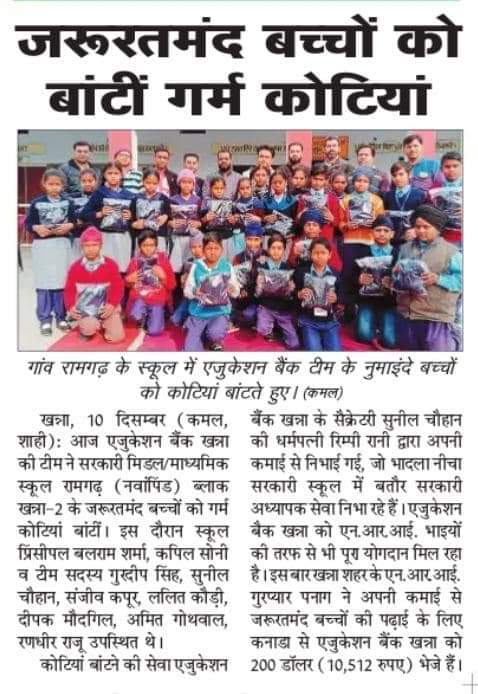 जरूरतमंद बच्चों को
बांटीं गर्म कोटियां
गांव रामगढ़ के स्कूल में एजुकेशन बैंक टीम के नुमाइंदे बच्चों
को कोटियां बांटते हुए। (कमल)
खन्ना, 10 दिसम्बर (कमल,
शाही): आज एजुकेशन बैंक खन्ना
की टीम ने सरकारी मिडल/माध्यमिक
स्कूल रामगढ़ (नवांपिंड) ब्लाक
खन्ना-2 के जरूरतमंद बच्चों को गर्म
कोटियां बांटीं। इस दौरान स्कूल
प्रिंसीपल बलराम शर्मा, कपिल सोनी
व टीम सदस्य गुरदीप सिंह, सुनील
चौहान, संजीव कपूर, ललित कौड़ी,
दीपक मौदगिल, अमित गोथवाल,
रणधीर राजू उपस्थित थे।
कोटियां बांटने की सेवा एजुकेशन
बैंक खन्ना के सैक्रेटरी सुनील चौहान
की धर्मपत्नी रिम्पी रानी द्वारा अपनी
कमाई से निभाई गई, जो भादला नीचा
सरकारी स्कूल में बतौर सरकारी
अध्यापक सेवा निभा रहे हैं। एजुकेशन
बैक खन्ना को एन.आर.आई. भाइयों
की तरफ से भी पूरा योगदान मिल रहा
है। इस बार खन्ना शहर के एन.आर.आई.
गुरप्यार पनाग ने अपनी कमाई से
जरूरतमंद बच्चों की पढ़ाई के लिए
कनाडा से एजुकेशन बैंक खन्ना को
200 डॉलर (10,512 रुपए) भेजे हैं।